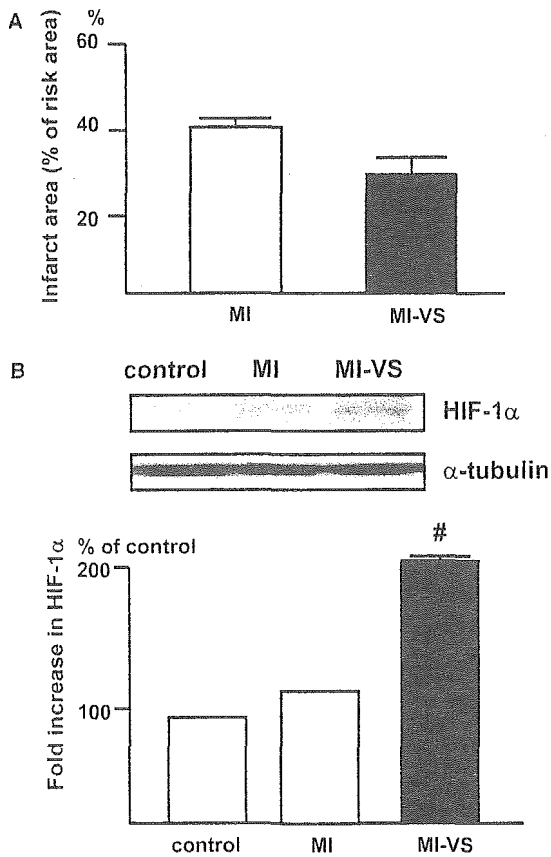 A
%
60
40
20
Infarct area (% of risk area)
MI MI-VS
B
control MI MI-VS
HIF-1α
α-tubulin
% of control
#
200
100
Fold increase in HIF-1α
control MI MI-VS